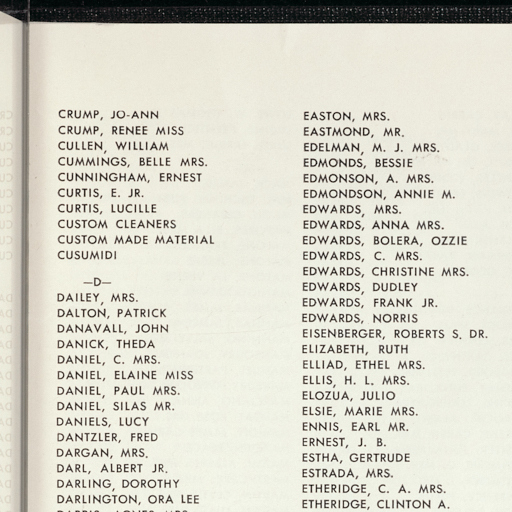 CRUMP, JO-ANN
CRUMP, RENEE MISS
CULLEN, WILLIAM
CUMMINGS, BELLE MRS.
CUNNINGHAM, ERNEST
CURTIS, E. JR.
CURTIS, LUCILLE
CUSTOM CLEANERS
CUSTOM MADE MATERIAL
CUSUMIDI
—D—
DAILEY, MRS.
DALTON, PATRICK
DANAVALL, JOHN
DANICK, THEDA
DANIEL, C. MRS.
DANIEL, ELAINE MISS
DANIEL, PAUL MRS.
DANIEL, SILAS MR.
DANIELS, LUCY
DANTZLER, FRED
DARGAN, MRS.
DARL, ALBERT JR.
DARLING, DOROTHY
DARLINGTON, ORA LEE
EASTON, MRS.
EASTMOND, MR.
EDELMAN, M. J. MRS.
EDMONDS, BESSIE
EDMONSON, A. MRS.
EDMONDSON, ANNIE M.
EDWARDS, MRS.
EDWARDS, ANNA MRS.
EDWARDS, BOLERA, OZZIE
EDWARDS, C. MRS.
EDWARDS, CHRISTINE MRS.
EDWARDS, DUDLEY
EDWARDS, FRANK JR.
EDWARDS, NORRIS
EISENBERGER, ROBERTS S. DR.
ELIZABETH, RUTH
ELLIAD, ETHEL MRS.
ELLIS, H. L. MRS.
ELOZUA, JULIO
ELSIE, MARIE MRS.
ENNIS, EARL MR.
ERNEST, J. B.
ESTHA, GERTRUDE
ESTRADA, MRS.
ETHERIDGE, C. A. MRS.
ETHERIDGE, CLINTON A.